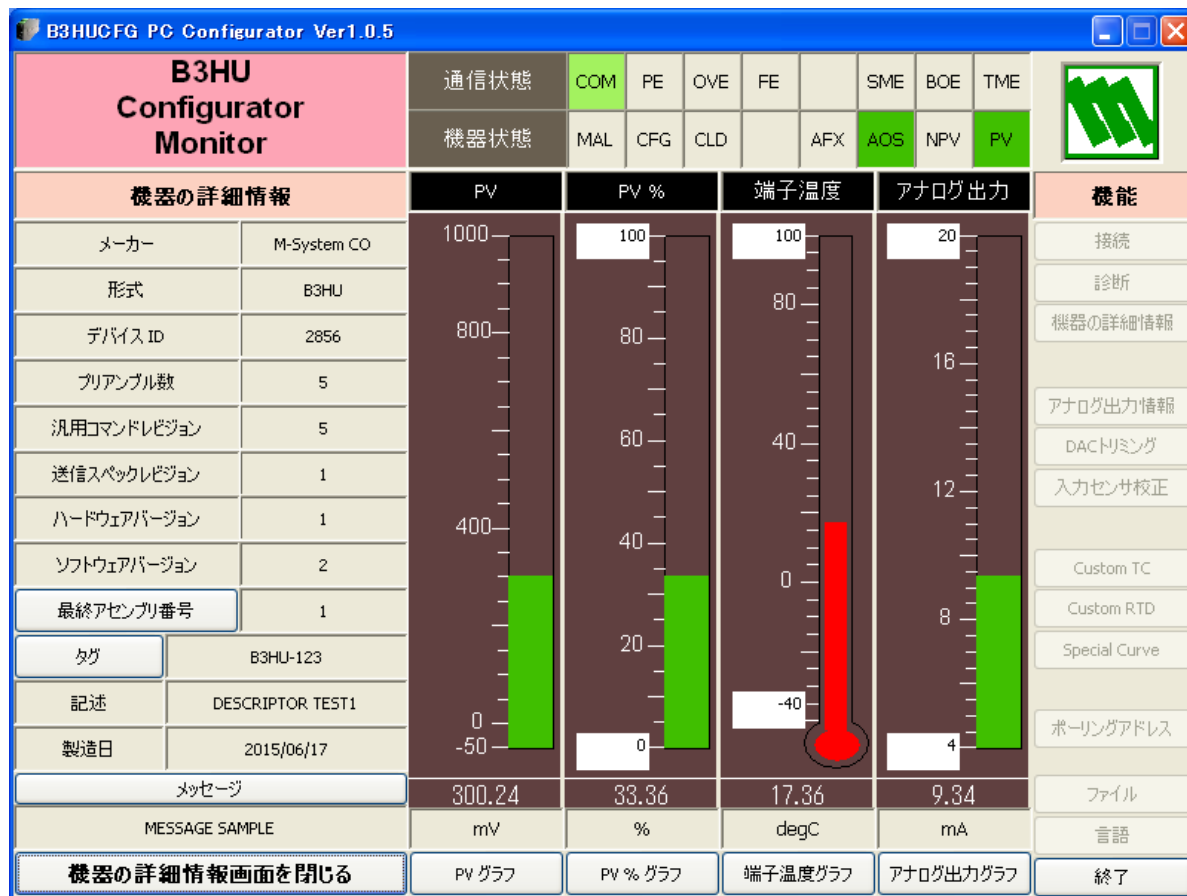 B3HUCFG PC Configurator Ver1.0.5
B3HU
Configurator
Monitor
通信状態 COM PE OVE FE SME BOE TME
機器状態 MAL CFG CLD AFX AOS NPV PV
機器の詳細情報
メーカー M-System CO
形式 B3HU
デバイス ID 2856
プリアンブル数 5
汎用コマンドレビジョン 5
送信スペックレビジョン 1
ハードウェアバージョン 1
ソフトウェアバージョン 2
最終アセンブリ番号 1
タグ B3HU-123
記述 DESCRIPTOR TEST1
製造日 2015/06/17
メッセージ
MESSAGE SAMPLE
機器の詳細情報画面を閉じる
PV
1000
800
400
0
-50
300.24
mV
PV グラフ
PV %
100
80
60
40
20
0
33.36
%
PV % グラフ
端子温度
100
80
40
0
-40
17.36
degC
端子温度グラフ
アナログ出力
20
16
12
8
4
9.34
mA
アナログ出力グラフ
機能
接続
診断
機器の詳細情報
アナログ出力情報
DACトリミング
入力センサ校正
Custom TC
Custom RTD
Special Curve
ポーリングアドレス
ファイル
言語
終了